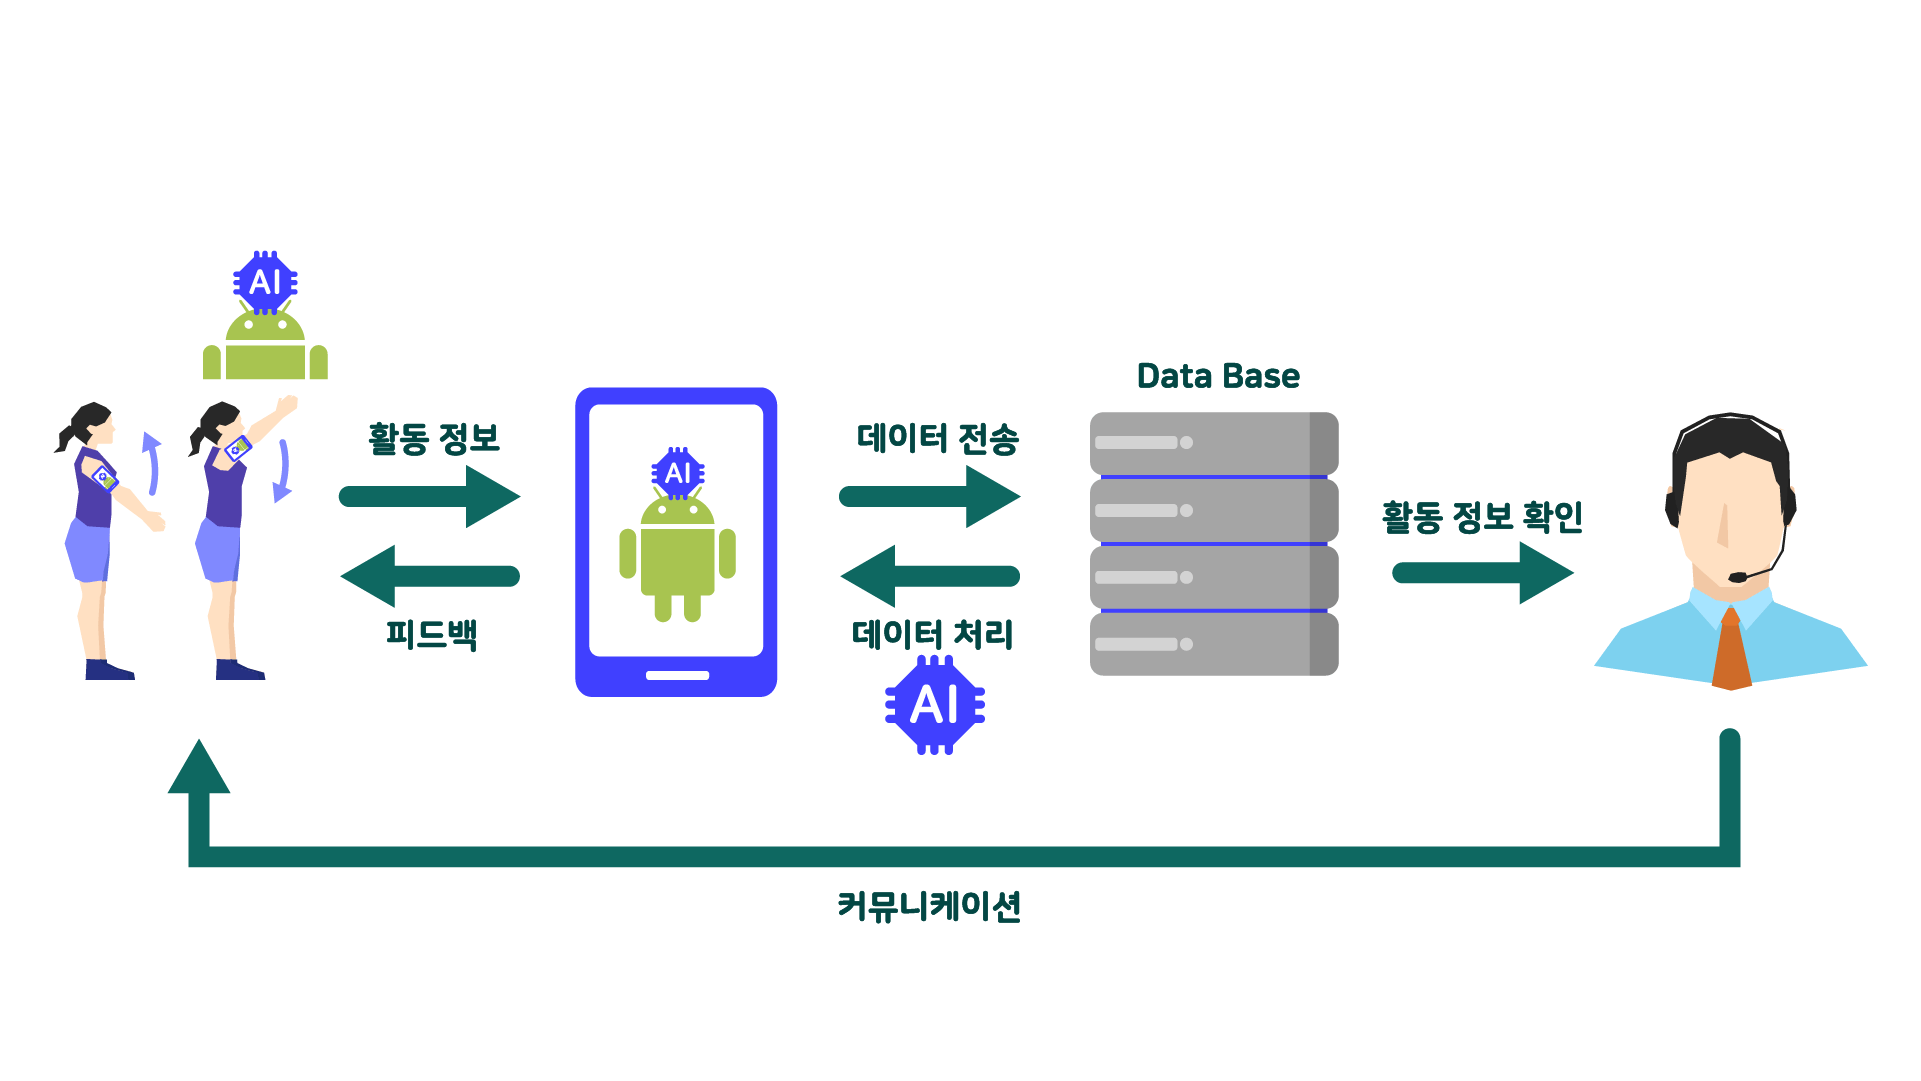 AI
Data Base
활동 정보
데이터 전송
AI
활동 정보 확인
피드백
데이터 처리
AI
커뮤니케이션